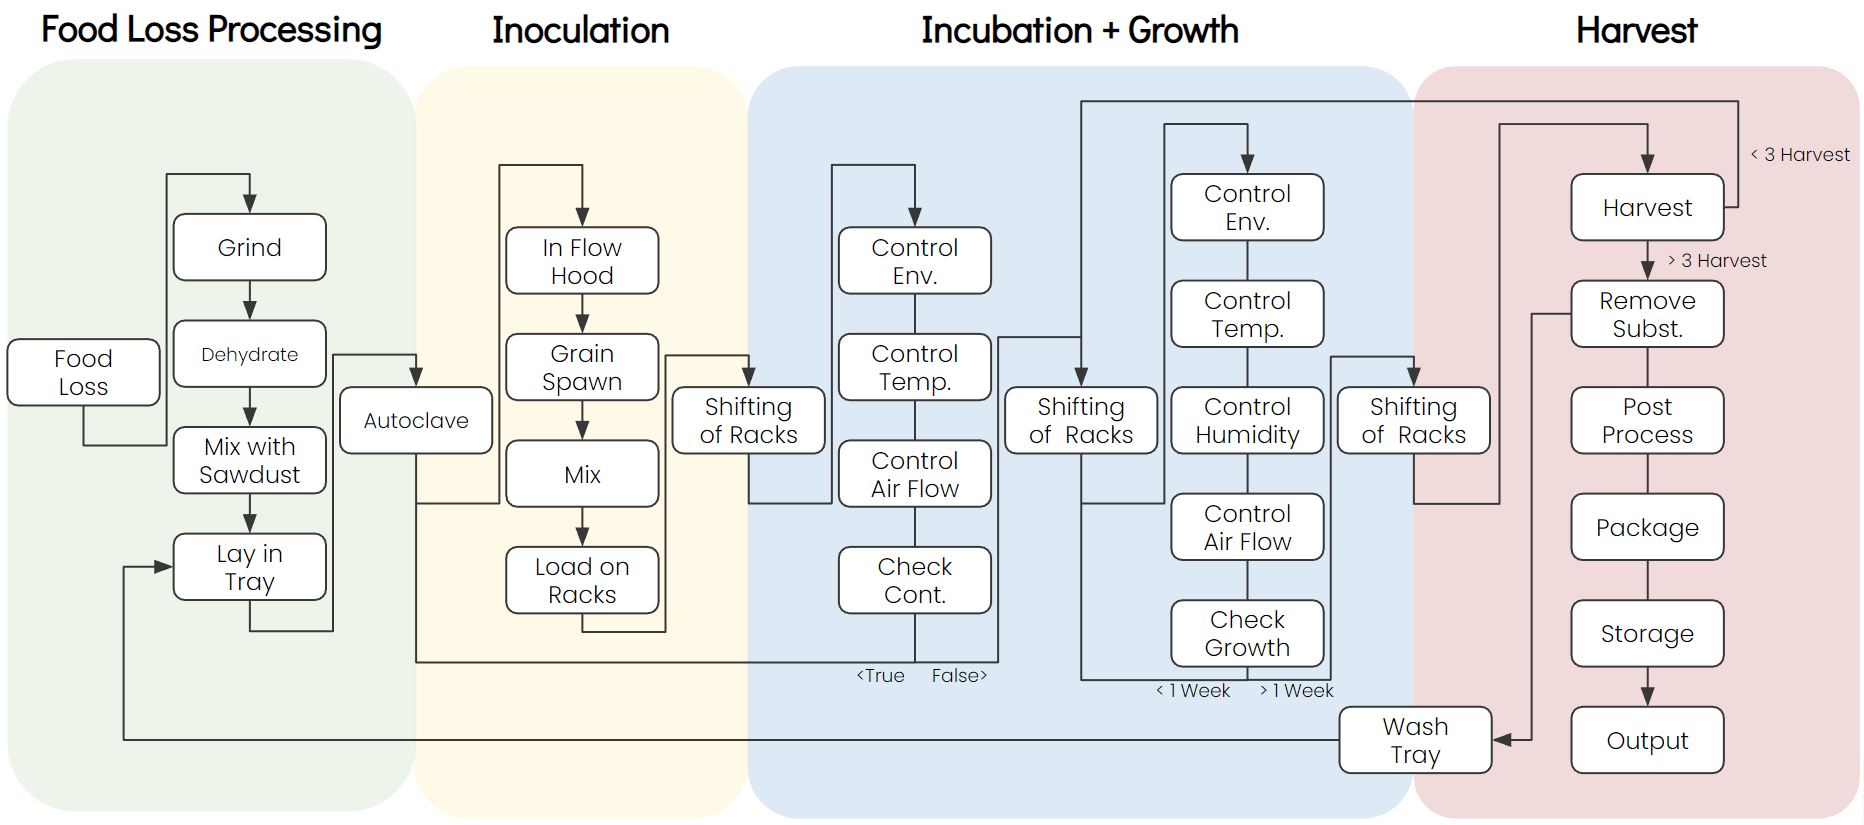 Food Loss Processing
Inoculation
Incubation + Growth
Harvest
Food
Loss
Grind
Dehydrate
Mix with
Sawdust
Lay in
Tray
Autoclave
In Flow
Hood
Grain
Spawn
Mix
Load on
Racks
Shifting
of Racks
Control
Env.
Control
Temp.
Control
Air Flow
Check
Cont.
<True
False>
Shifting
of Racks
Control
Env.
Control
Temp.
Control
Humidity
Control
Air Flow
Check
Growth
< 1 Week
> 1 Week
Shifting
of Racks
Harvest
< 3 Harvest
> 3 Harvest
Remove
Subst.
Post
Process
Package
Storage
Output
Wash
Tray